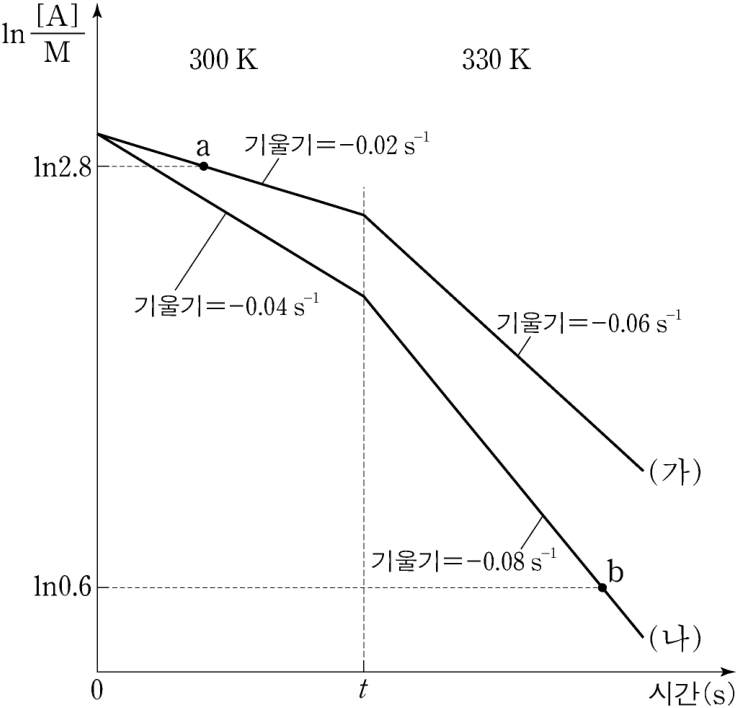 ln [A]/M
300 K
330 K
a
기울기=-0.02 s⁻¹
ln2.8
기울기=-0.04 s⁻¹
기울기=-0.06 s⁻¹
(가)
기울기=-0.08 s⁻¹
b
ln0.6
(나)
0
t
시간(s)